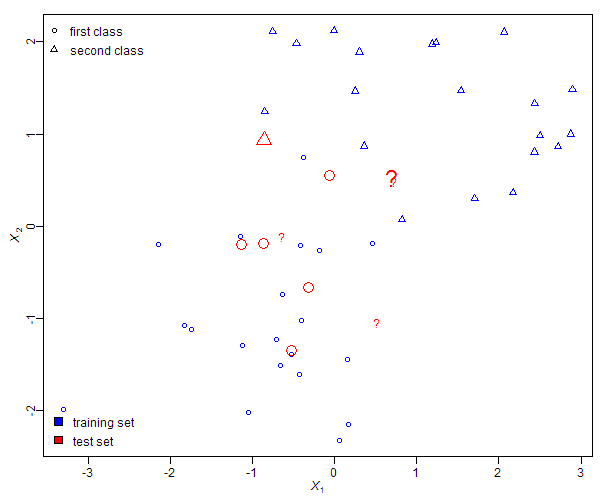 first class
second class
2
1
0
-1
-2
X2
?
?
?
training set
test set
-3 -2 -1 0 1 2 3
X1